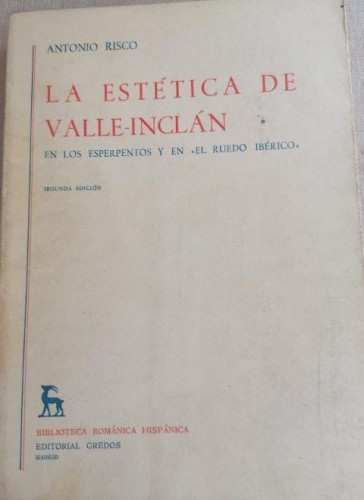 ANTONIO RISCO
LA ESTÉTICA DE
VALLE-INCLÁN
EN LOS ESPERPENTOS Y EN «EL RUEDO IBÉRICO»
SEGUNDA EDICIÓN
BIBLIOTECA ROMÁNICA HISPÁNICA
EDITORIAL GREDOS
MADRID